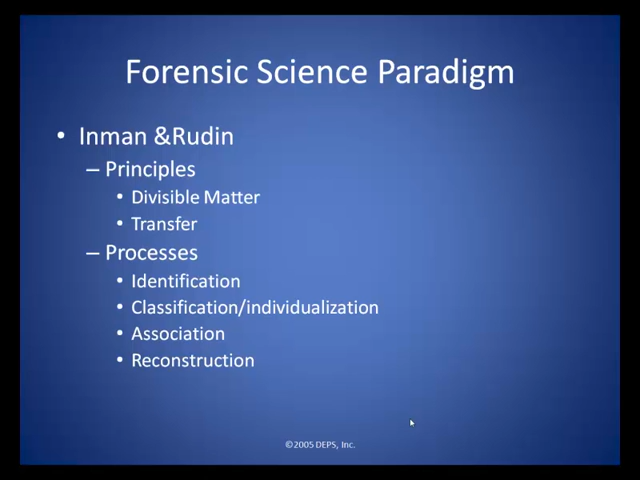 Forensic Science Paradigm
• Inman &Rudin
– Principles
• Divisible Matter
• Transfer
– Processes
• Identification
• Classification/individualization
• Association
• Reconstruction
©2005 DEPS, Inc.